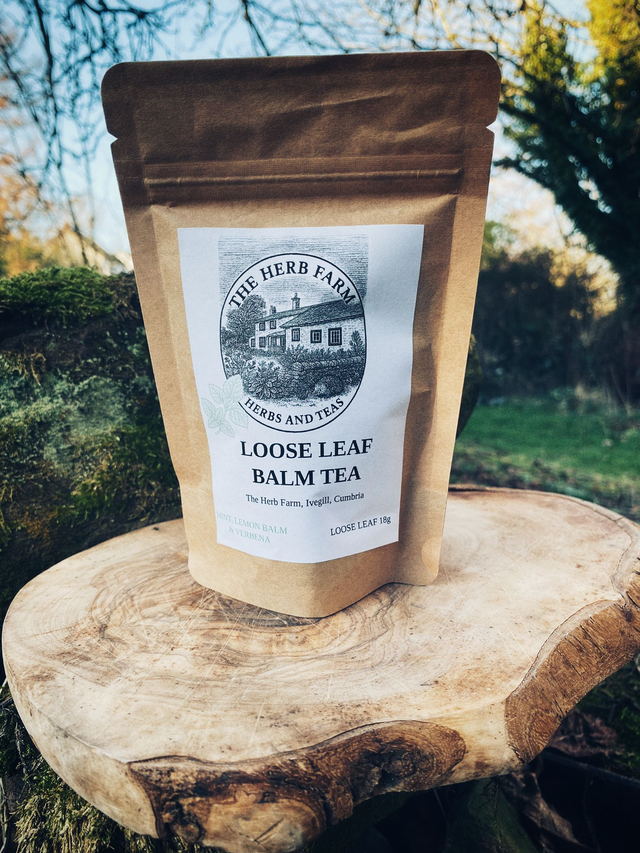 THE HERB FARM
HERBS AND TEAS
LOOSE LEAF
BALM TEA
The Herb Farm, Ivegill, Cumbria
MINT, LEMON BALM
& VERBENA
LOOSE LEAF 18g